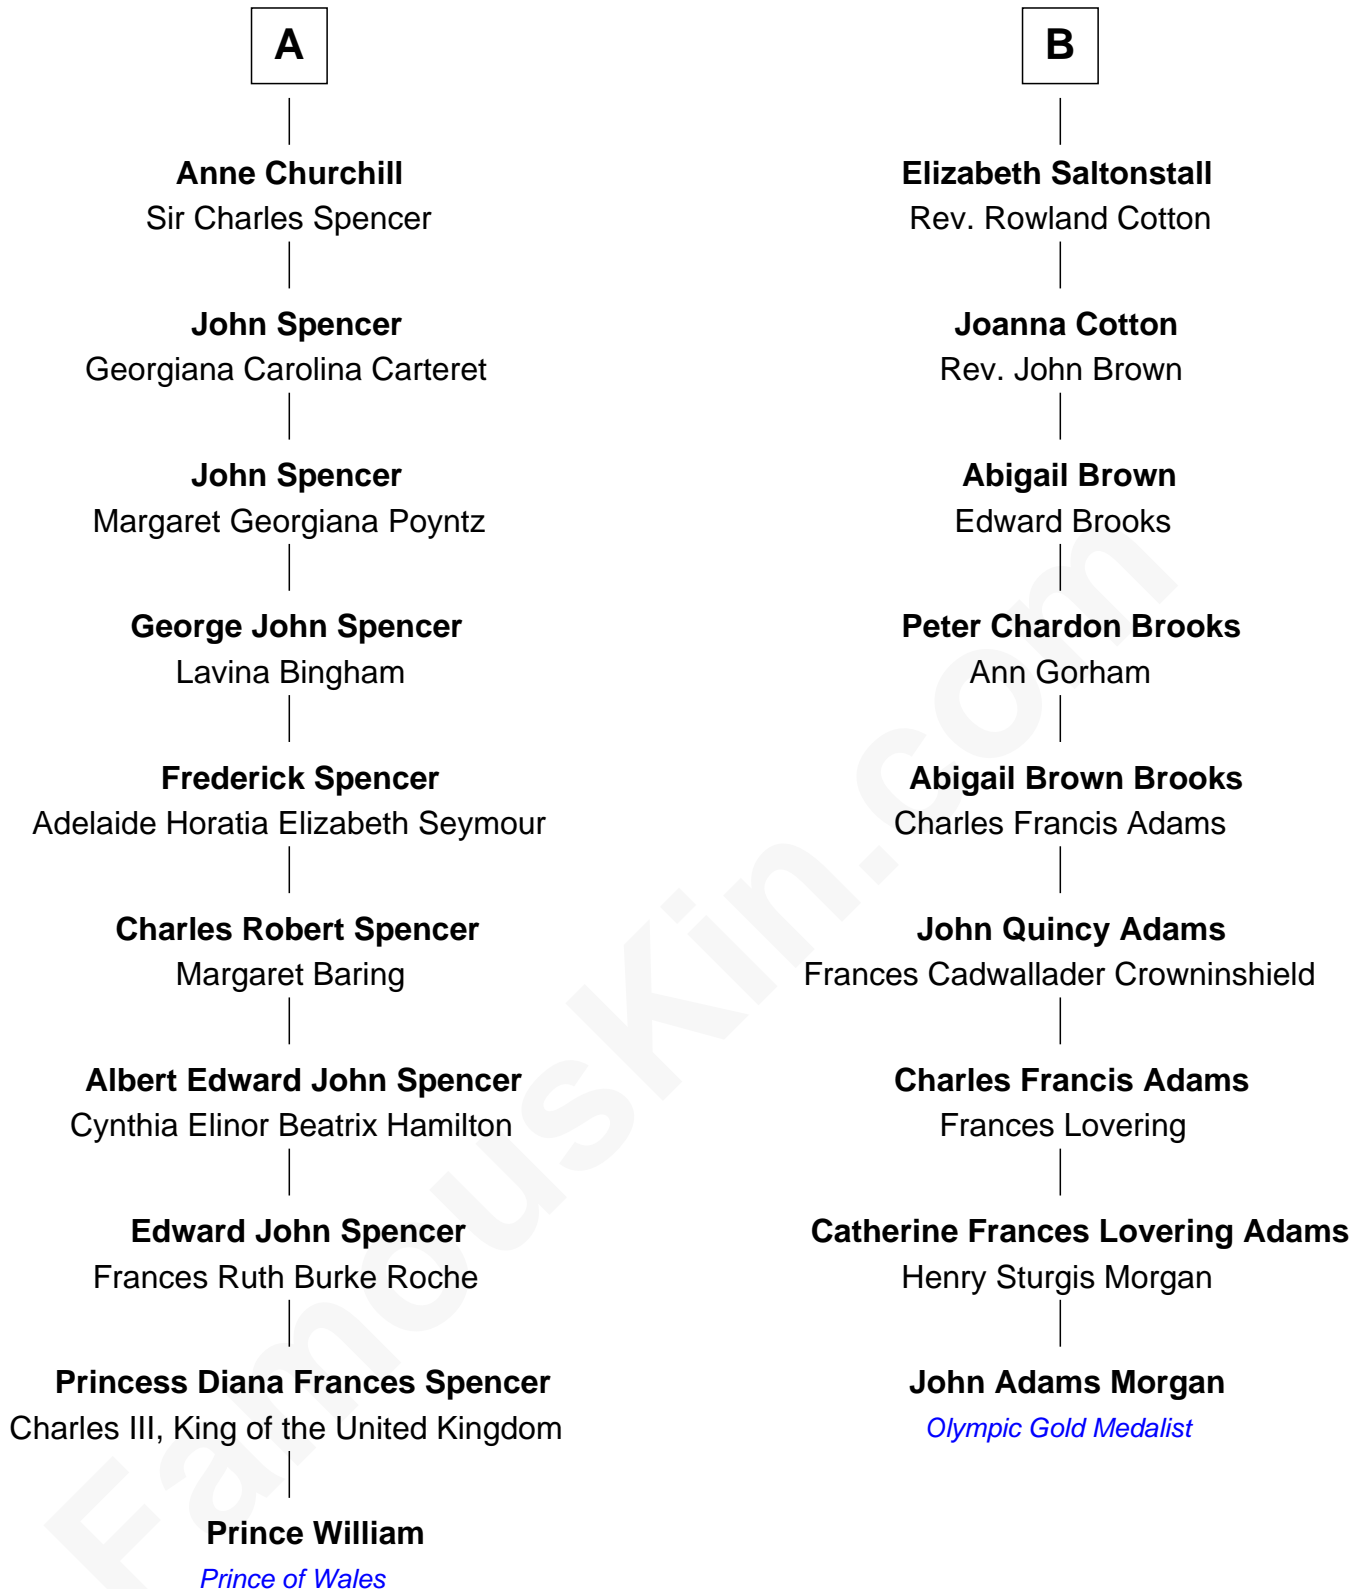 A
Anne Churchill
Sir Charles Spencer
John Spencer
Georgiana Carolina Carteret
John Spencer
Margaret Georgiana Poyntz
George John Spencer
Lavina Bingham
Frederick Spencer
Adelaide Horatia Elizabeth Seymour
Charles Robert Spencer
Margaret Baring
Albert Edward John Spencer
Cynthia Elinor Beatrix Hamilton
Edward John Spencer
Frances Ruth Burke Roche
Princess Diana Frances Spencer
Charles III, King of the United Kingdom
Prince William
Prince of Wales
B
Elizabeth Saltonstall
Rev. Rowland Cotton
Joanna Cotton
Rev. John Brown
Abigail Brown
Edward Brooks
Peter Chardon Brooks
Ann Gorham
Abigail Brown Brooks
Charles Francis Adams
John Quincy Adams
Frances Cadwallader Crowninshield
Charles Francis Adams
Frances Lovering
Catherine Frances Lovering Adams
Henry Sturgis Morgan
John Adams Morgan
Olympic Gold Medalist
FamousKin.com